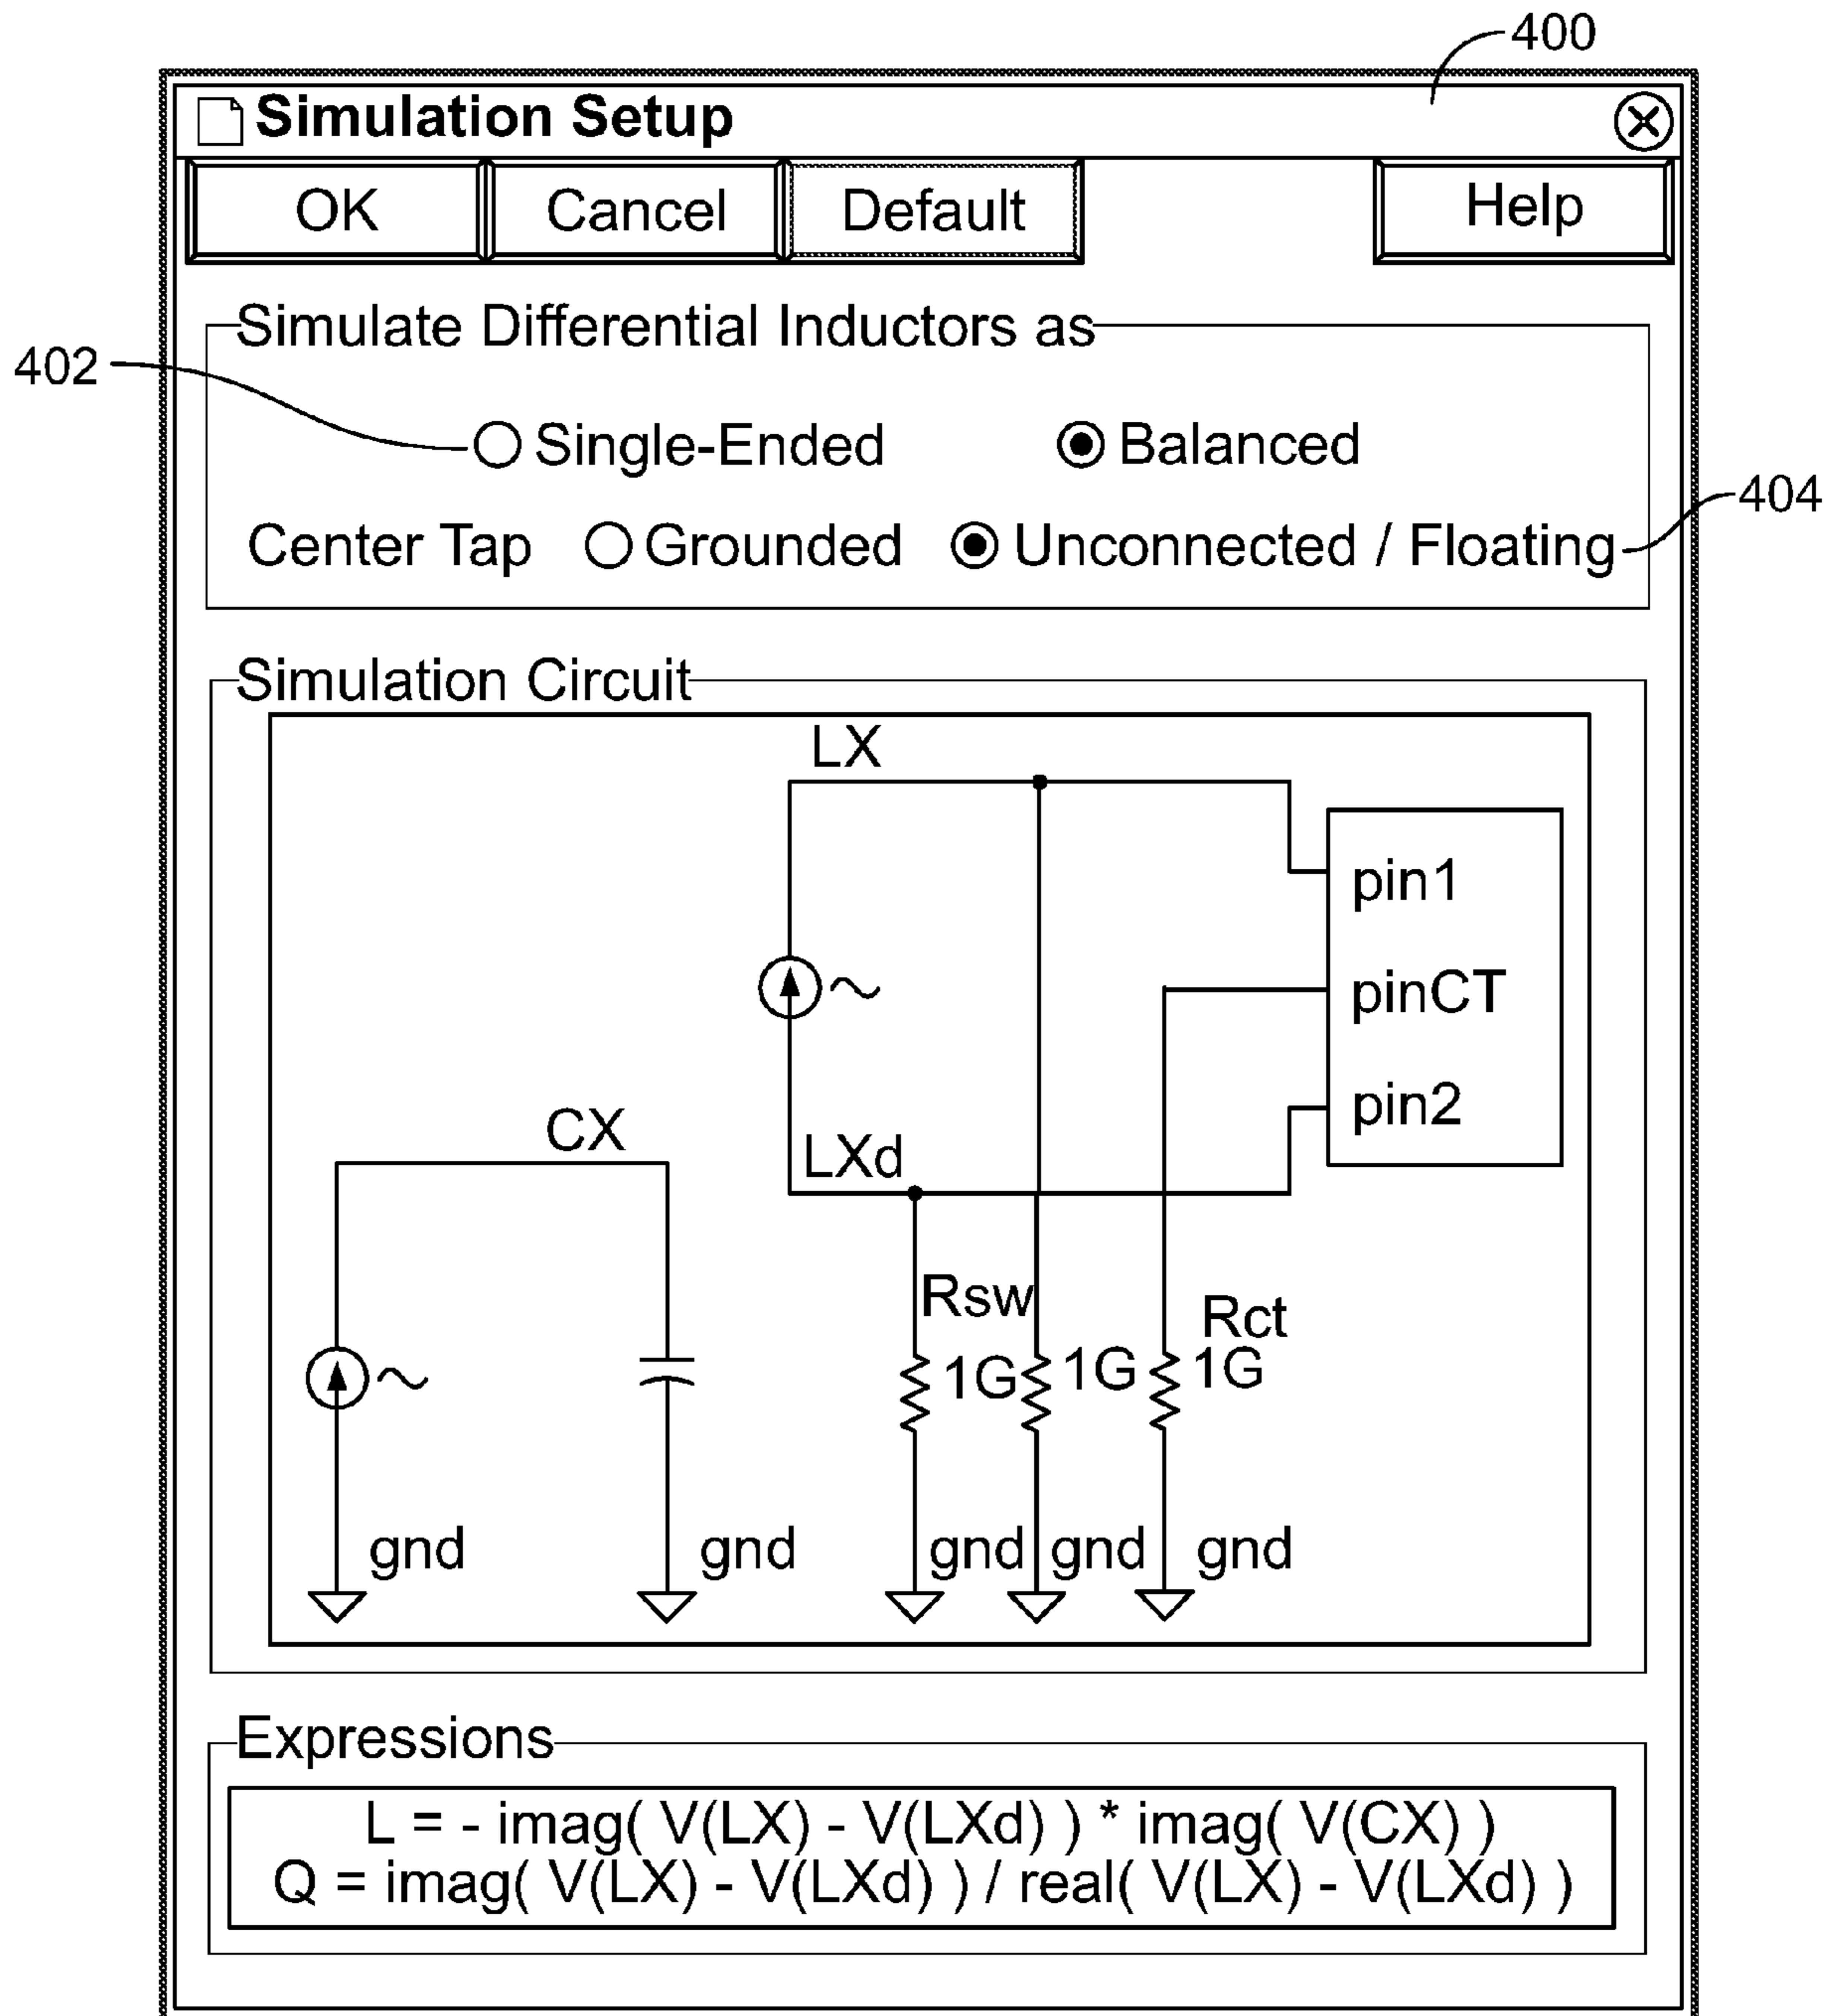 400
Simulation Setup
OK Cancel Default Help
Simulate Differential Inductors as
402
Single-Ended Balanced
404
Center Tap Grounded Unconnected / Floating
Simulation Circuit
LX
pin1
pinCT
pin2
CX
LXd
Rsw
Rct
1G 1G 1G
gnd gnd gnd gnd gnd
Expressions
L = - imag( V(LX) - V(LXd) ) * imag( V(CX) )
Q = imag( V(LX) - V(LXd) ) / real( V(LX) - V(LXd) )